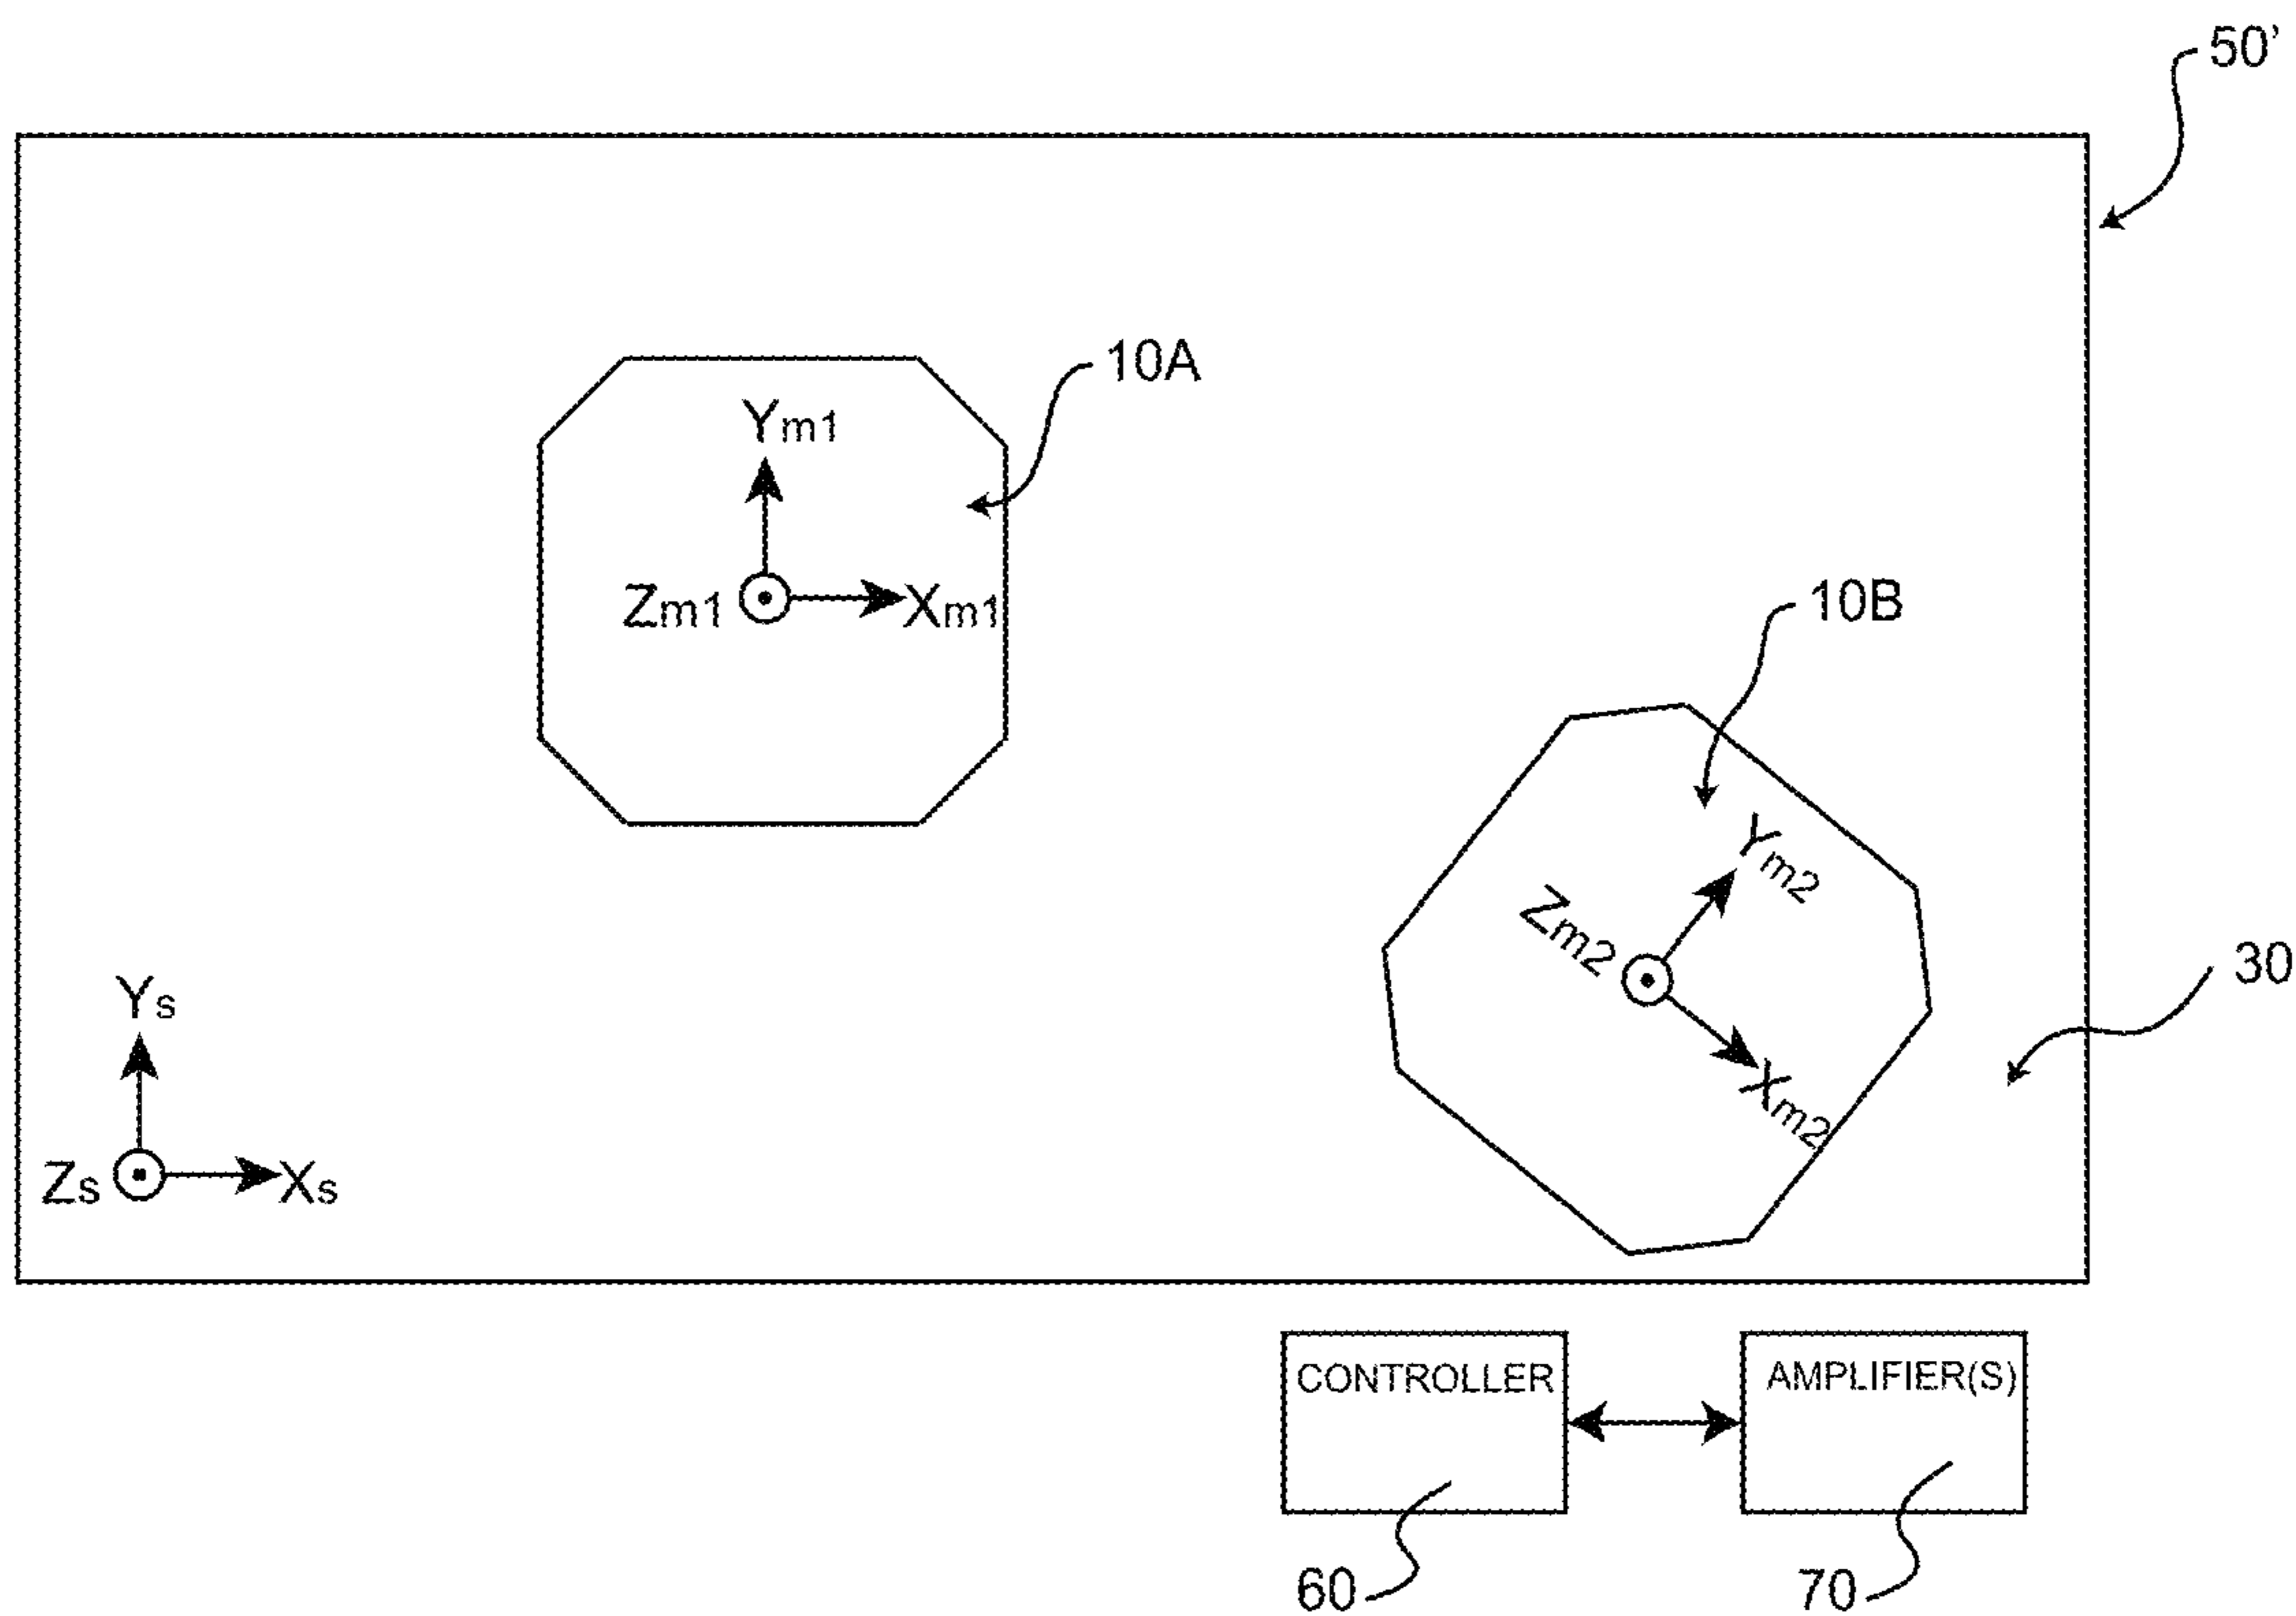 50'
10A
Ym1
Zm1 Xm1
10B
Ym2
Zm2
Xm2
30
Ys
Zs Xs
CONTROLLER AMPLIFIER(S)
60 70